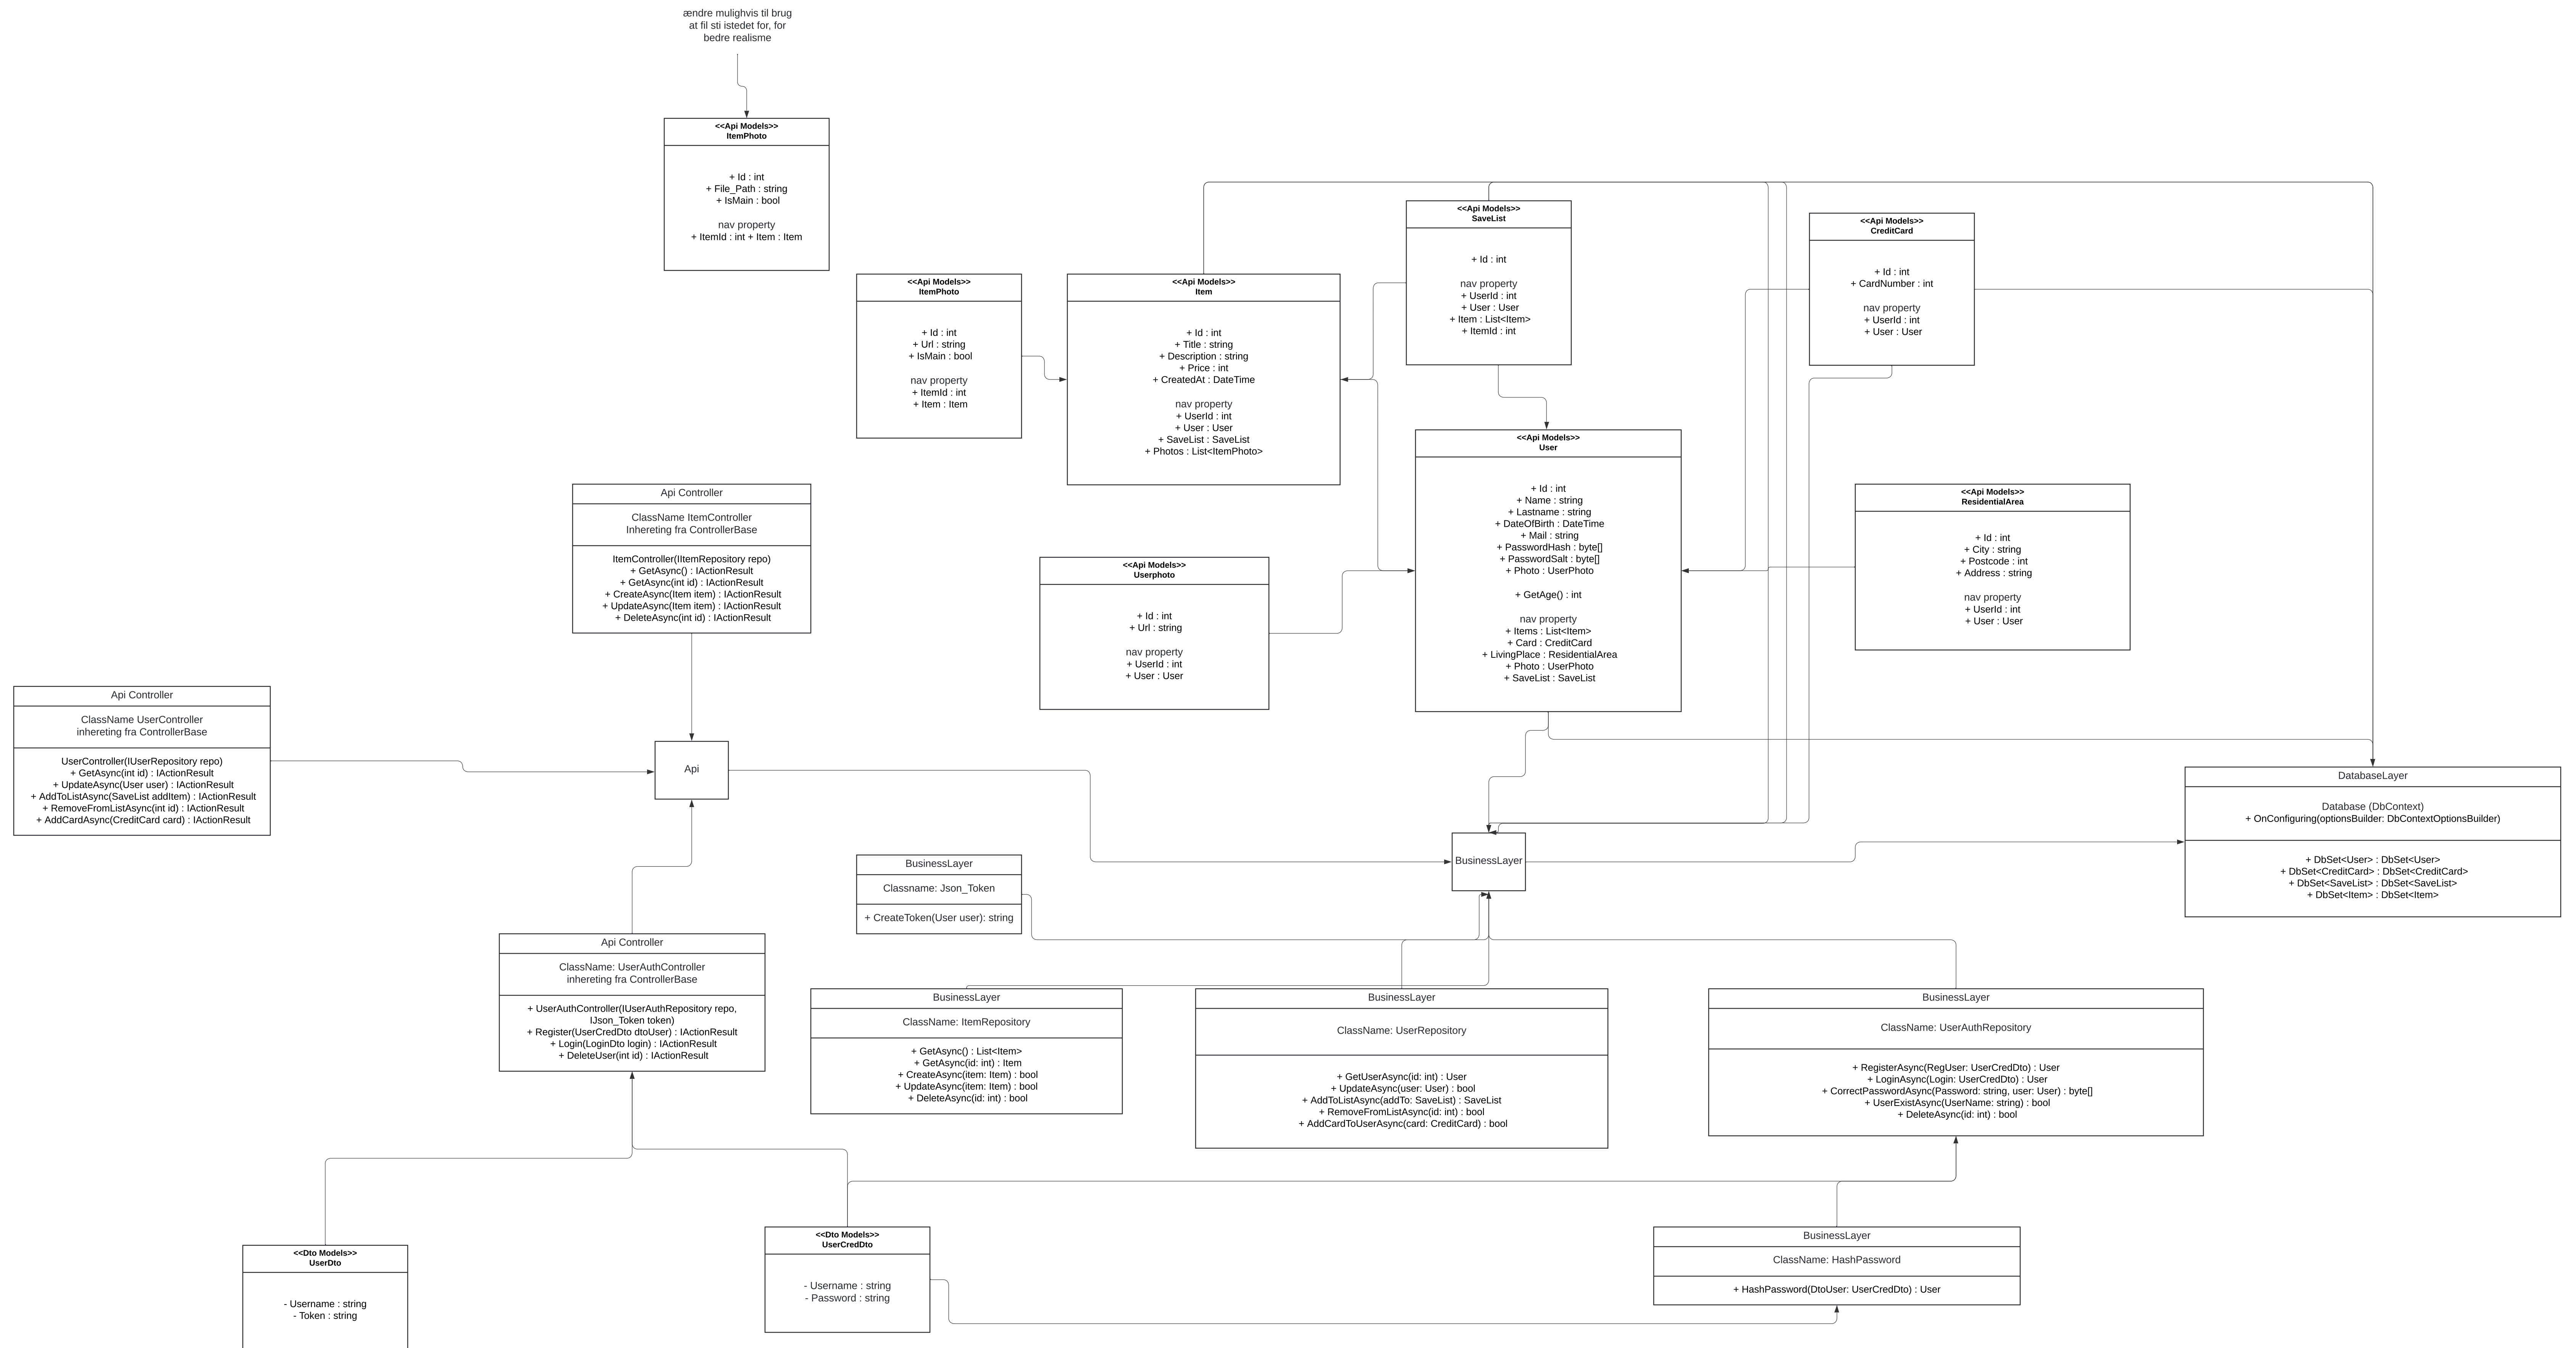 ændre mulighvis til brug
at fil sti istedet for, for
bedre realisme
<<Api Models>>
ItemPhoto
+ Id : int
+ File_Path : string
+ IsMain : bool
nav property
+ ItemId : int + Item : Item
<<Api Models>>
SaveList
+ Id : int
nav property
+ UserId : int
+ User : User
+ Item : List<Item>
+ ItemId : int
<<Api Models>>
CreditCard
+ Id : int
+ CardNumber : int
nav property
+ UserId : int
+ User : User
<<Api Models>>
ItemPhoto
+ Id : int
+ Url : string
+ IsMain : bool
nav property
+ ItemId : int
+ Item : Item
<<Api Models>>
Item
+ Id : int
+ Title : string
+ Description : string
+ Price : int
+ CreatedAt : DateTime
nav property
+ UserId : int
+ User : User
+ SaveList : SaveList
+ Photos : List<ItemPhoto>
<<Api Models>>
User
+ Id : int
+ Name : string
+ Lastname : string
+ DateOfBirth : DateTime
+ Mail : string
+ PasswordHash : byte[]
+ PasswordSalt : byte[]
+ Photo : UserPhoto
+ GetAge() : int
nav property
+ Items : List<Item>
+ Card : CreditCard
+ LivingPlace : ResidentialArea
+ Photo : UserPhoto
+ SaveList : SaveList
<<Api Models>>
ResidentialArea
+ Id : int
+ City : string
+ Postcode : int
+ Address : string
nav property
+ UserId : int
+ User : User
Api Controller
ClassName ItemController
Inhereting fra ControllerBase
ItemController(IItemRepository repo)
+ GetAsync() : IActionResult
+ GetAsync(int id) : IActionResult
+ CreateAsync(Item item) : IActionResult
+ UpdateAsync(Item item) : IActionResult
+ DeleteAsync(int id) : IActionResult
<<Api Models>>
Userphoto
+ Id : int
+ Url : string
nav property
+ UserId : int
+ User : User
Api Controller
ClassName UserController
inhereting fra ControllerBase
UserController(IUserRepository repo)
+ GetAsync(int id) : IActionResult
+ UpdateAsync(User user) : IActionResult
+ AddToListAsync(SaveList addItem) : IActionResult
+ RemoveFromListAsync(int id) : IActionResult
+ AddCardAsync(CreditCard card) : IActionResult
Api
DatabaseLayer
Database (DbContext)
+ OnConfiguring(optionsBuilder: DbContextOptionsBuilder)
+ DbSet<User> : DbSet<User>
+ DbSet<CreditCard> : DbSet<CreditCard>
+ DbSet<SaveList> : DbSet<SaveList>
+ DbSet<Item> : DbSet<Item>
BusinessLayer
BusinessLayer
Classname: Json_Token
+ CreateToken(User user): string
Api Controller
ClassName: UserAuthController
inhereting fra ControllerBase
+ UserAuthController(IUserAuthRepository repo,
IJson_Token token)
+ Register(UserCredDto dtoUser) : IActionResult
+ Login(LoginDto login) : IActionResult
+ DeleteUser(int id) : IActionResult
BusinessLayer
ClassName: ItemRepository
+ GetAsync() : List<Item>
+ GetAsync(id: int) : Item
+ CreateAsync(item: Item) : bool
+ UpdateAsync(item: Item) : bool
+ DeleteAsync(id: int) : bool
BusinessLayer
ClassName: UserRepository
+ GetUserAsync(id: int) : User
+ UpdateAsync(user: User) : bool
+ AddToListAsync(addTo: SaveList) : SaveList
+ RemoveFromListAsync(id: int) : bool
+ AddCardToUserAsync(card: CreditCard) : bool
BusinessLayer
ClassName: UserAuthRepository
+ RegisterAsync(RegUser: UserCredDto) : User
+ LoginAsync(Login: UserCredDto) : User
+ CorrectPasswordAsync(Password: string, user: User) : byte[]
+ UserExistAsync(UserName: string) : bool
+ DeleteAsync(id: int) : bool
<<Dto Models>>
UserDto
- Username : string
- Token : string
<<Dto Models>>
UserCredDto
- Username : string
- Password : string
BusinessLayer
ClassName: HashPassword
+ HashPassword(DtoUser: UserCredDto) : User